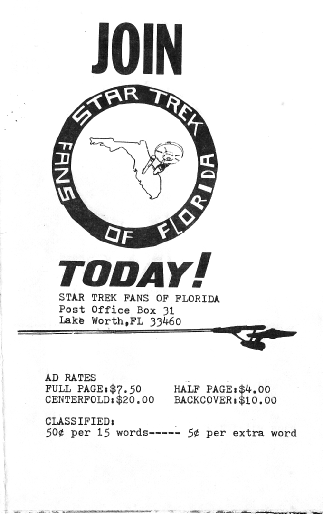 JOIN
STAR TREK
FANS OF FLORIDA
TODAY!
STAR TREK FANS OF FLORIDA
Post Office Box 31
Lake Worth,FL 33460
AD RATES
FULL PAGE:$7.50 HALF PAGE:$4.00
CENTERFOLD:$20.00 BACKCOVER:$10.00
CLASSIFIED:
50¢ per 15 words----- 5¢ per extra word